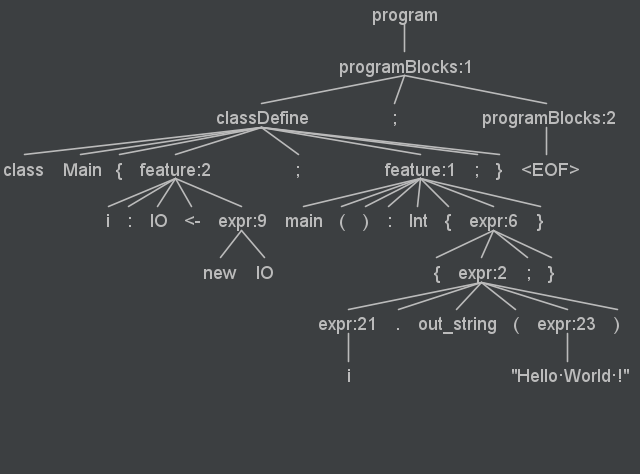 program
programBlocks:1
classDefine ; programBlocks:2
class Main { feature:2 ; feature:1 ; } <EOF>
i : IO <- expr:9 main ( ) : Int { expr:6 }
new IO { expr:2 ; }
expr:21 . out_string ( expr:23 )
i "Hello·World·!"